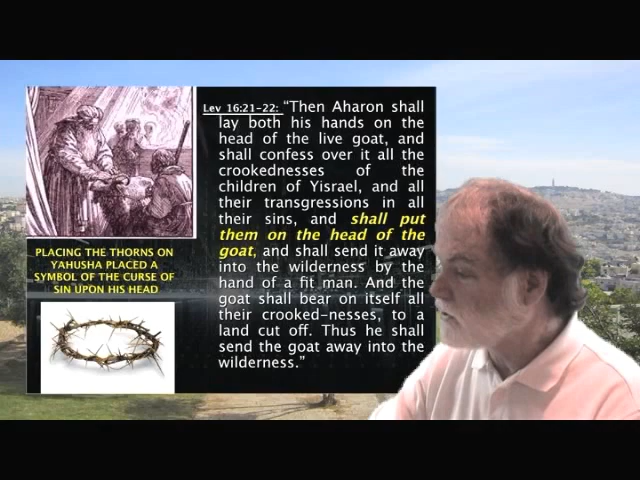 Lev 16:21-22: “Then Aharon shall
lay both his hands on the
head of the live goat, and
shall confess over it all the
crookednesses of the
children of Yisrael, and all
their transgressions in all
their sins, and shall put
them on the head of the
goat, and shall send it away
into the wilderness by the
hand of a fit man. And the
goat shall bear on itself all
their crooked-nesses, to a
land cut off. Thus he shall
send the goat away into the
wilderness.”
PLACING THE THORNS ON
YAHUSHA PLACED A
SYMBOL OF THE CURSE OF
SIN UPON HIS HEAD